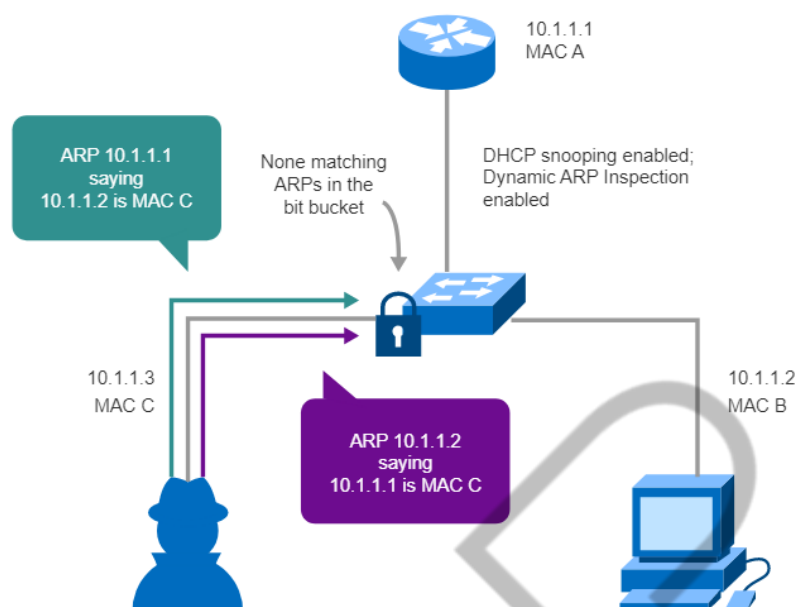 10.1.1.1
MAC A
ARP 10.1.1.1
saying
10.1.1.2 is MAC C
None matching
ARPs in the
bit bucket
DHCP snooping enabled;
Dynamic ARP Inspection
enabled
10.1.1.3
MAC C
10.1.1.2
MAC B
ARP 10.1.1.2
saying
10.1.1.1 is MAC C